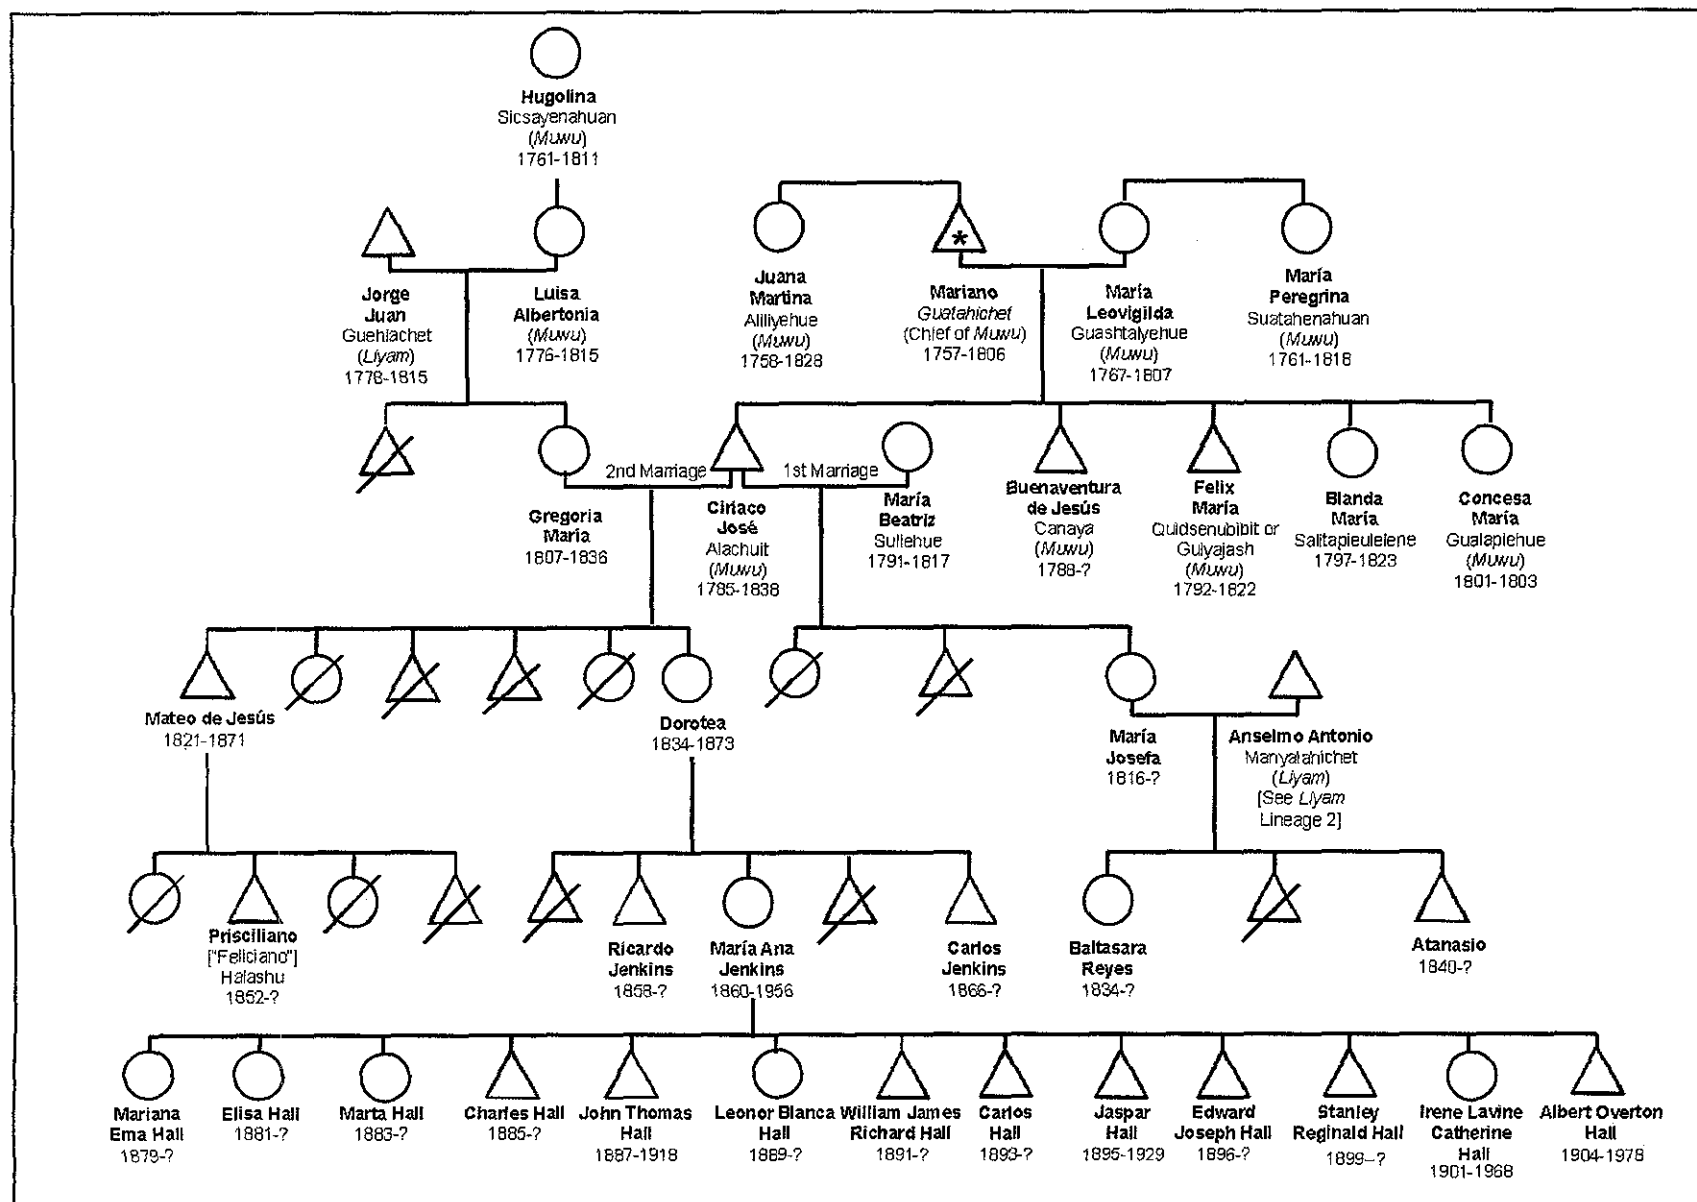 Hugolina
Sicsayenahuan
(Muwu)
1761-1811
Jorge
Juan
Guehlachet
(Liyam)
1778-1815
Luisa
Albertonia
(Muwu)
1776-1815
Juana
Martina
Aliliyehue
(Muwu)
1758-1828
*
Mariano
Guatahichet
(Chief of Muwu)
1757-1806
María
Leovigilda
Guashtalyehue
(Muwu)
1767-1807
María
Peregrina
Suatahenahuan
(Muwu)
1761-1818
2nd Marriage
1st Marriage
Gregoria
María
1807-1836
Ciriaco
José
Alachuit
(Muwu)
1785-1838
María
Beatriz
Suliehue
1791-1817
Buenaventura
de Jesús
Canaya
(Muwu)
1788-?
Felix
María
Quidsenubibit or
Gulyajash
(Muwu)
1792-1822
Blanda
María
1797-1823
Concesa
María
Gualapiehue
(Muwu)
1801-1803
Mateo de Jesús
1821-1871
Dorotea
1834-1873
María
Josefa
1816-?
Anselmo Antonio
Manyatahichet
(Liyam)
[See Liyam
Lineage 2]
Prisciliano
["Feliciano"]
Halashu
1852-?
Ricardo
Jenkins
1858-?
María Ana
Jenkins
1860-1956
Carlos
Jenkins
1866-?
Baltasara
Reyes
1834-?
Atanasio
1840-?
Mariana
Ema Hall
1879-?
Elisa Hall
1881-?
Marta Hall
1883-?
Charles Hall
1885-?
John Thomas
Hall
1887-1918
Leonor Blanca
Hall
1889-?
William James
Richard Hall
1891-?
Carlos
Hall
1893-?
Jaspar
Hall
1895-1929
Edward
Joseph Hall
1896-?
Stanley
Reginald Hall
1899-?
Irene Lavine
Catherine
Hall
1901-1968
Albert Overton
Hall
1904-1978